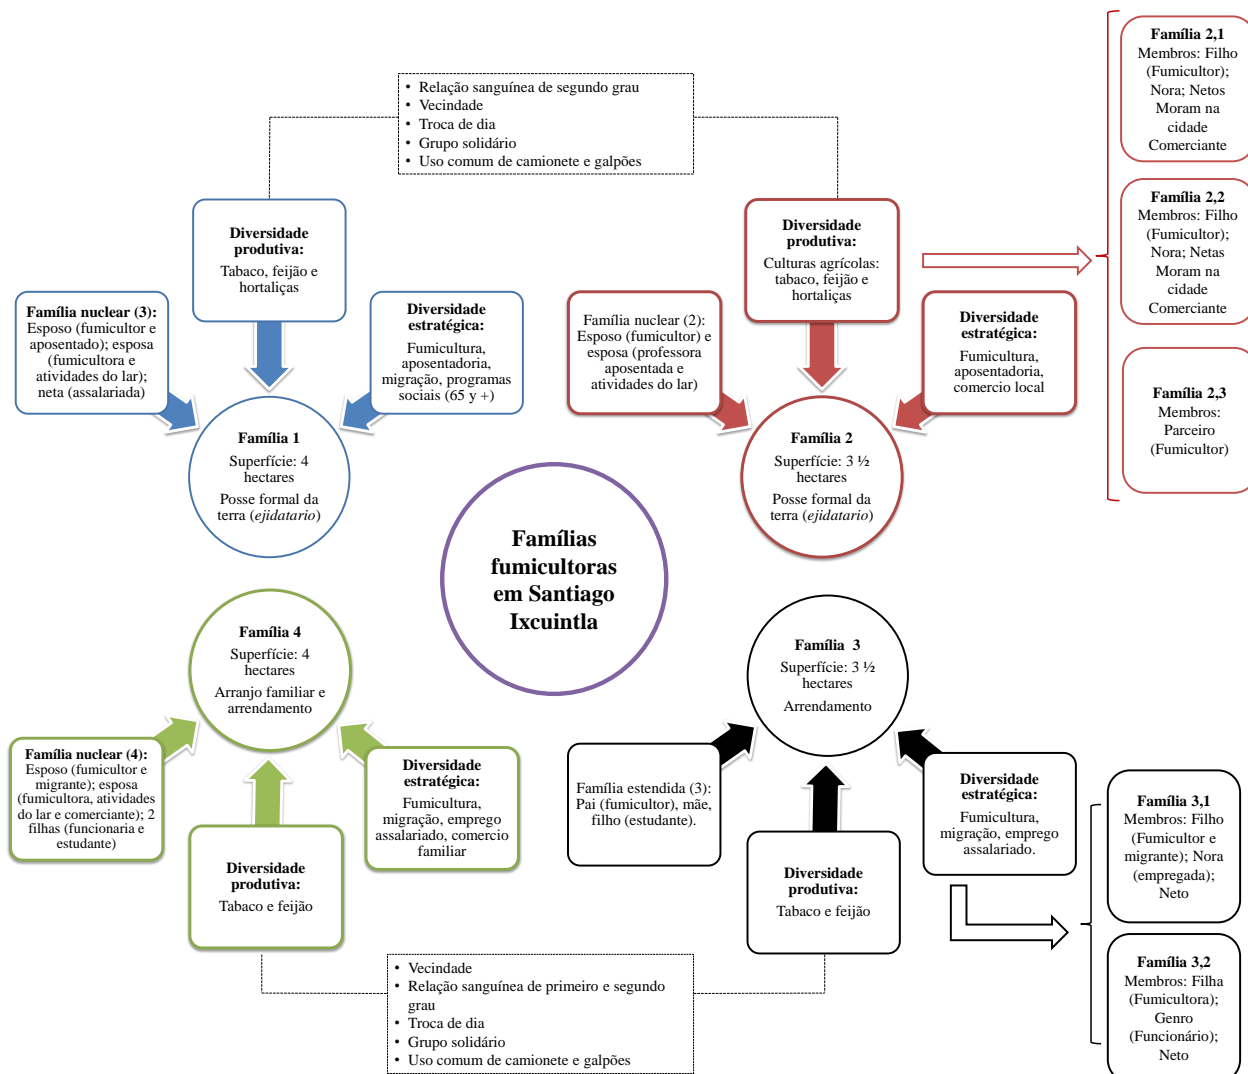 • Relação sanguínea de segundo grau
• Vecindade
• Troca de dia
• Grupo solidário
• Uso comum de camionete e galpões
Diversidade
produtiva:
Tabaco, feijão e
hortaliças
Família nuclear (3):
Esposo (fumicultor e
aposentado); esposa
(fumicultora e
atividades do lar);
neta (assalariada)
Diversidade
estratégica:
Fumicultura,
aposentadoria,
migração, programas
sociais (65 y +)
Família 1
Superfície: 4
hectares
Posse formal da
terra (ejidatario)
Diversidade
produtiva:
Culturas agrícolas:
tabaco, feijão e
hortaliças
Família nuclear (2):
Esposo (fumicultor) e
esposa (professora
aposentada e
atividades do lar)
Diversidade
estratégica:
Fumicultura,
aposentadoria,
comercio local
Família 2
Superfície: 3 ½
hectares
Posse formal da
terra (ejidatario)
Família 2,1
Membros: Filho
(Fumicultor);
Nora; Netos
Moram na
cidade
Comerciante
Família 2,2
Membros: Filho
(Fumicultor);
Nora; Netas
Moram na
cidade
Comerciante
Família 2,3
Membros:
Parceiro
(Fumicultor)
Famílias
fumicultoras
em Santiago
Ixcuintla
Família 4
Superfície: 4
hectares
Arranjo familiar e
arrendamento
Família nuclear (4):
Esposo (fumicultor e
migrante); esposa
(fumicultora, atividades
do lar e comerciante); 2
filhas (funcionaria e
estudante)
Diversidade
estratégica:
Fumicultura,
migração, emprego
assalariado, comercio
familiar
Diversidade
produtiva:
Tabaco e feijão
Família 3
Superfície: 3 ½
hectares
Arrendamento
Família estendida (3):
Pai (fumicultor), mãe,
filho (estudante).
Diversidade
estratégica:
Fumicultura,
migração, emprego
assalariado.
Diversidade
produtiva:
Tabaco e feijão
Família 3,1
Membros: Filho
(Fumicultor e
migrante); Nora
(empregada);
Neto
Família 3,2
Membros: Filha
(Fumicultora);
Genro
(Funcionário);
Neto
• Vecindade
• Relação sanguínea de primeiro e segundo
grau
• Troca de dia
• Grupo solidário
• Uso comum de camionete e galpões